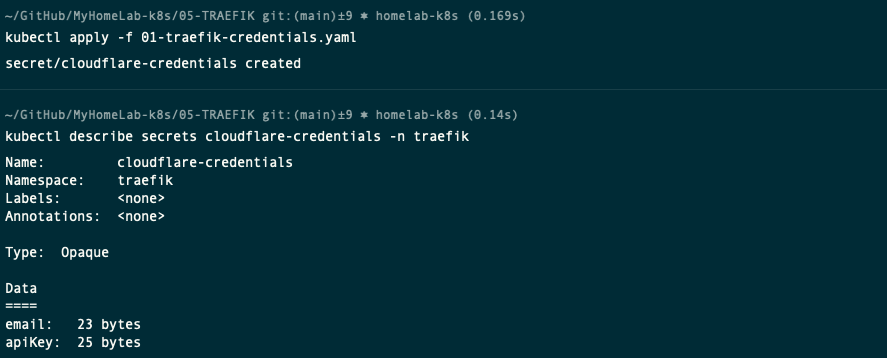 ~/GitHub/MyHomeLab-k8s/05-TRAEFIK git:(main)±9 ⎈ homelab-k8s (0.169s)
kubectl apply -f 01-traefik-credentials.yaml
secret/cloudflare-credentials created
~/GitHub/MyHomeLab-k8s/05-TRAEFIK git:(main)±9 ⎈ homelab-k8s (0.14s)
kubectl describe secrets cloudflare-credentials -n traefik
Name:         cloudflare-credentials
Namespace:    traefik
Labels:       <none>
Annotations:  <none>
Type:  Opaque
Data
====
email:   23 bytes
apiKey:  25 bytes